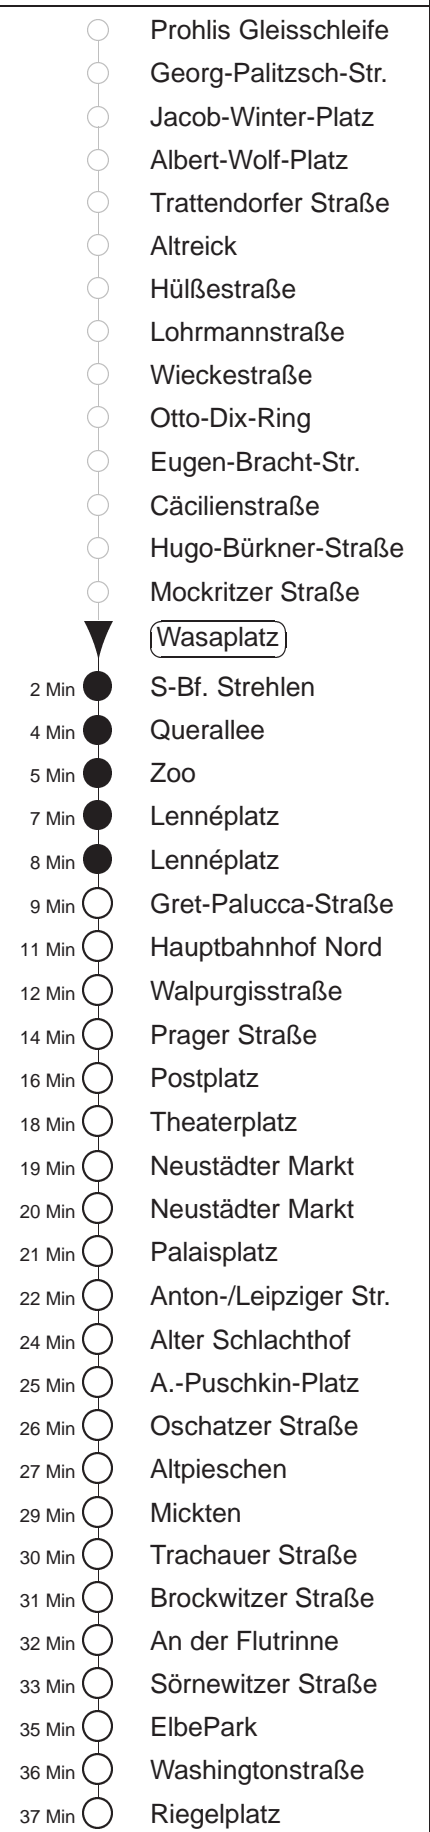 Prohlis Gleisschleife
Georg-Palitzsch-Str.
Jacob-Winter-Platz
Albert-Wolf-Platz
Trattendorfer Straße
Altreick
Hülßestraße
Lohrmannstraße
Wieckestraße
Otto-Dix-Ring
Eugen-Bracht-Str.
Cäcilienstraße
Hugo-Bürkner-Straße
Mockritzer Straße
Wasaplatz
2 Min S-Bf. Strehlen
4 Min Querallee
5 Min Zoo
7 Min Lennéplatz
8 Min Lennéplatz
9 Min Gret-Palucca-Straße
11 Min Hauptbahnhof Nord
12 Min Walpurgisstraße
14 Min Prager Straße
16 Min Postplatz
18 Min Theaterplatz
19 Min Neustädter Markt
20 Min Neustädter Markt
21 Min Palaisplatz
22 Min Anton-/Leipziger Str.
24 Min Alter Schlachthof
25 Min A.-Puschkin-Platz
26 Min Oschatzer Straße
27 Min Altpieschen
29 Min Mickten
30 Min Trachauer Straße
31 Min Brockwitzer Straße
32 Min An der Flutrinne
33 Min Sörnewitzer Straße
35 Min ElbePark
36 Min Washingtonstraße
37 Min Riegelplatz